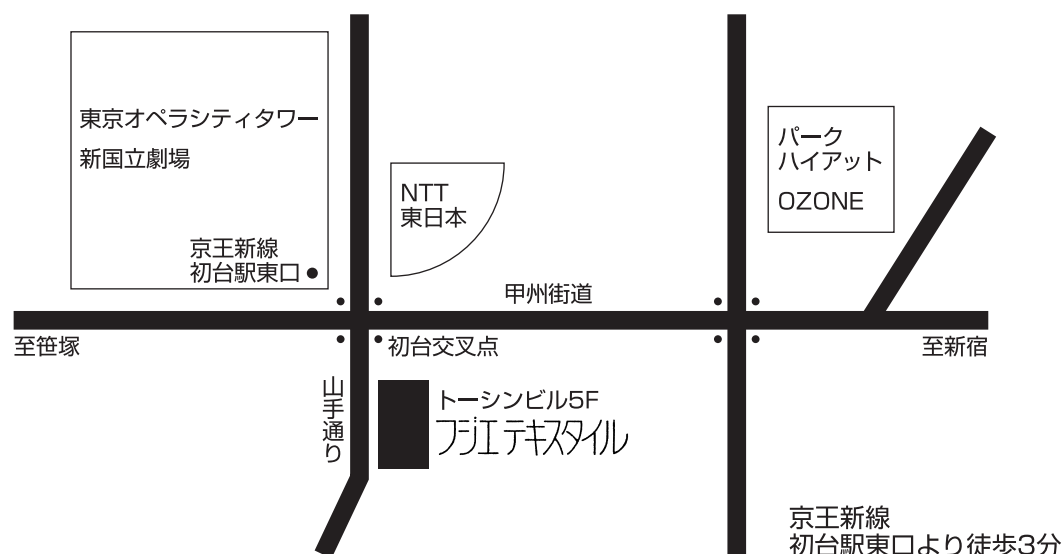 東京オペラシティタワー
新国立劇場
京王新線
初台駅東口
NTT
東日本
パーク
ハイアット
OZONE
甲州街道
至笹塚
初台交叉点
至新宿
山手通り
トーシンビル5F
フジエ テキスタイル
京王新線
初台駅東口より徒歩3分